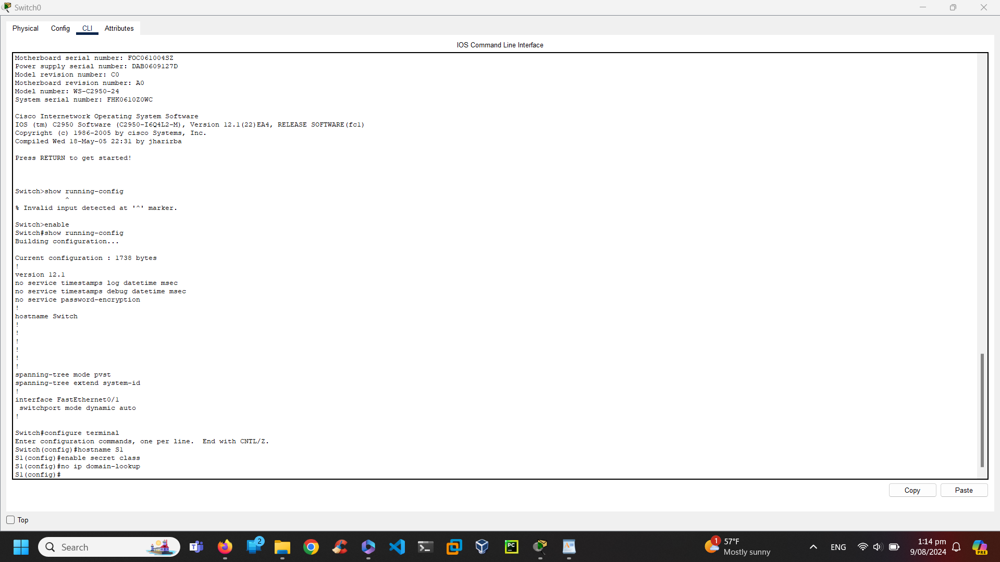 Switch0
Physical Config CLI Attributes
IOS Command Line Interface
Motherboard serial number: FOC061004SZ
Power supply serial number: DAB0609127D
Model revision number: C0
Motherboard revision number: A0
Model number: WS-C2950-24
System serial number: FHK0610Z0WC
Cisco Internetwork Operating System Software
IOS (tm) C2950 Software (C2950-I6Q4L2-M), Version 12.1(22)EA4, RELEASE SOFTWARE(fc1)
Copyright (c) 1986-2005 by cisco Systems, Inc.
Compiled Wed 18-May-05 22:31 by jharirba
Press RETURN to get started!
Switch>show running-config
^
% Invalid input detected at '^' marker.
Switch>enable
Switch#show running-config
Building configuration...
Current configuration : 1738 bytes
!
version 12.1
no service timestamps log datetime msec
no service timestamps debug datetime msec
no service password-encryption
!
hostname Switch
!
!
!
!
!
!
spanning-tree mode pvst
spanning-tree extend system-id
!
interface FastEthernet0/1
switchport mode dynamic auto
!
Switch#configure terminal
Enter configuration commands, one per line. End with CNTL/Z.
Switch(config)#hostname S1
S1(config)#enable secret class
S1(config)#no ip domain-lookup
S1(config)#
Copy Paste
Top
Search
2
PC
1
57°F
Mostly sunny
ENG
1:14 pm
9/08/2024
PRE